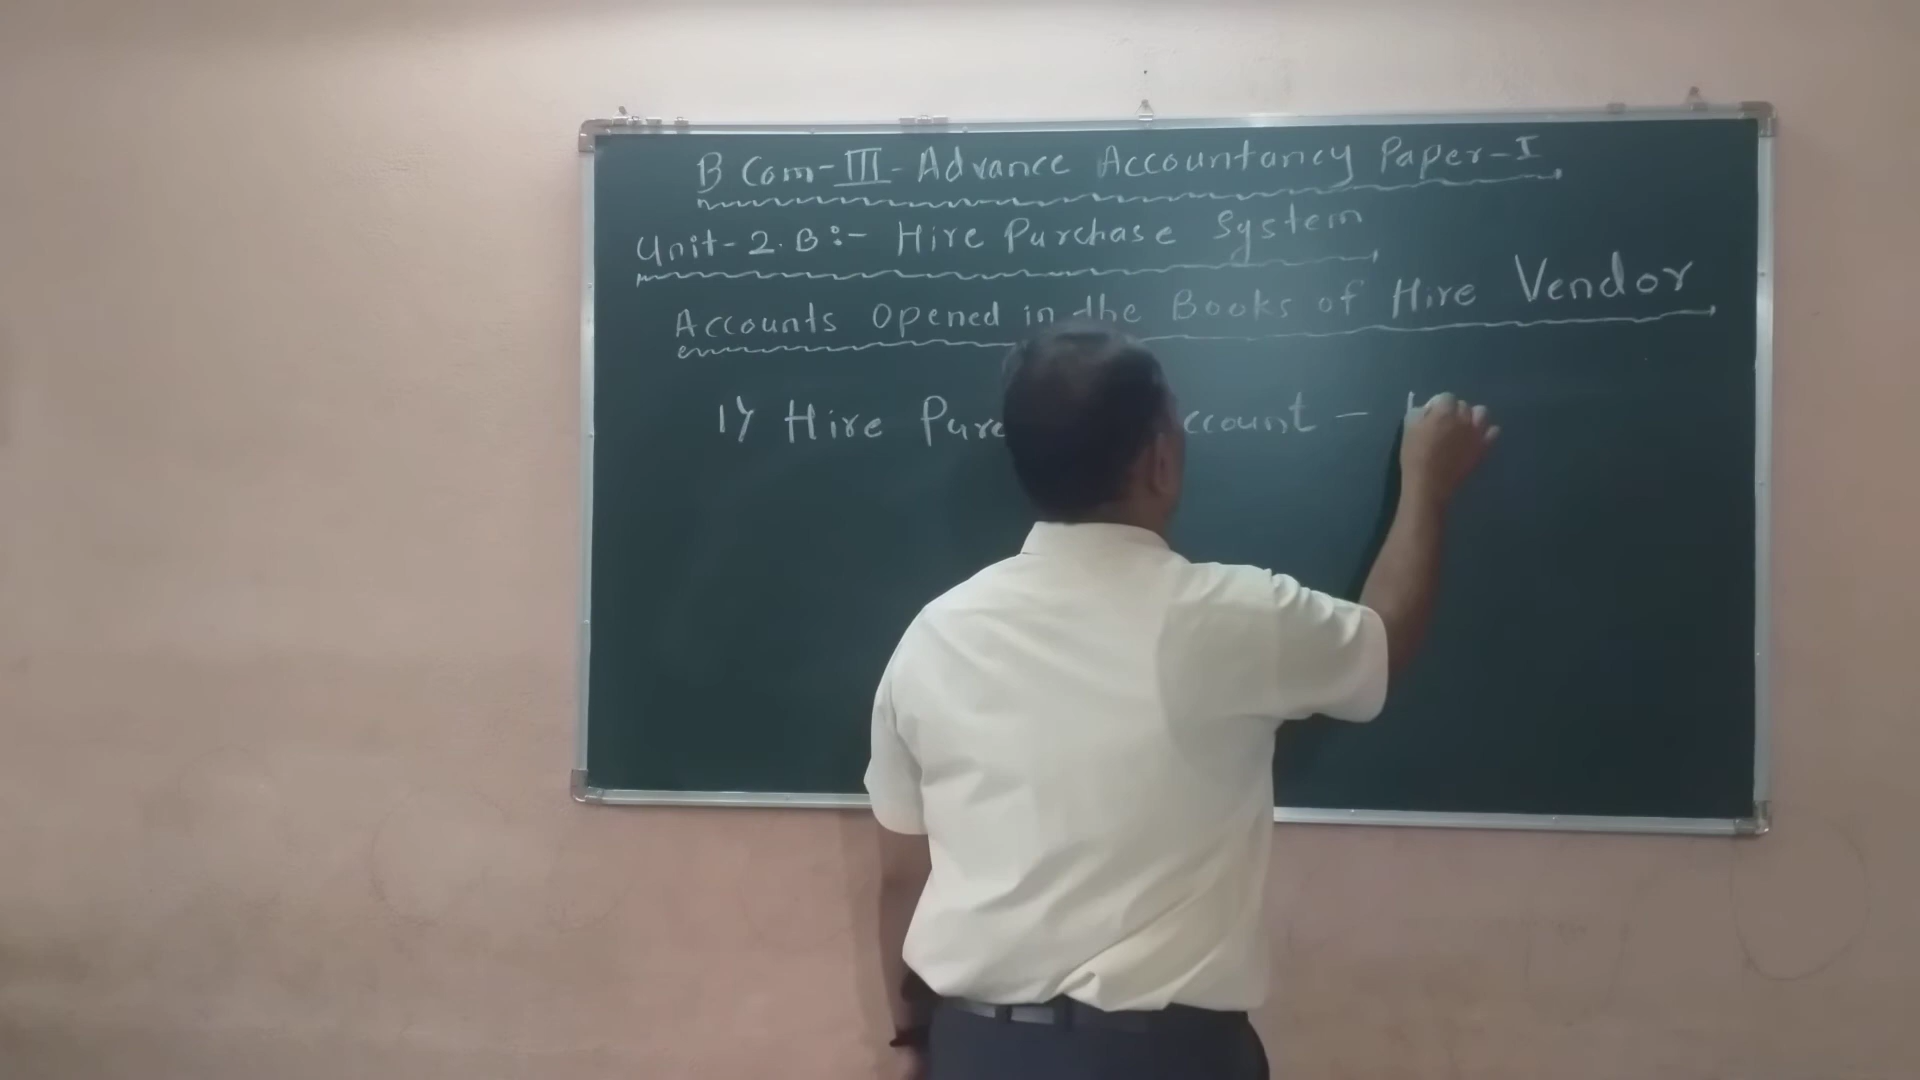 B Com-III-Advance Accountancy Paper-I
Unit-2.B:- Hire Purchase System
Accounts Opened in the Books of Hire Vendor
1) Hire Account -